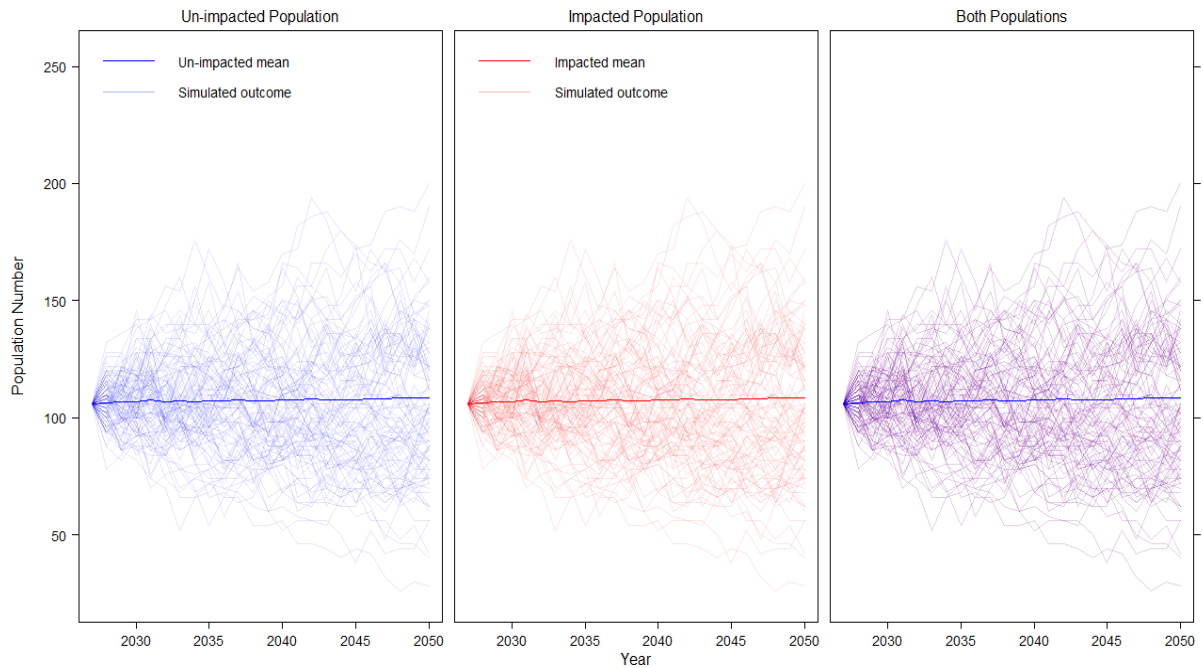 Un-impacted Population
Impacted Population
Both Populations
Un-impacted mean
Simulated outcome
Impacted mean
Simulated outcome
Population Number
250
200
150
100
50
2030 2035 2040 2045 2050
2030 2035 2040 2045 2050
2030 2035 2040 2045 2050
Year